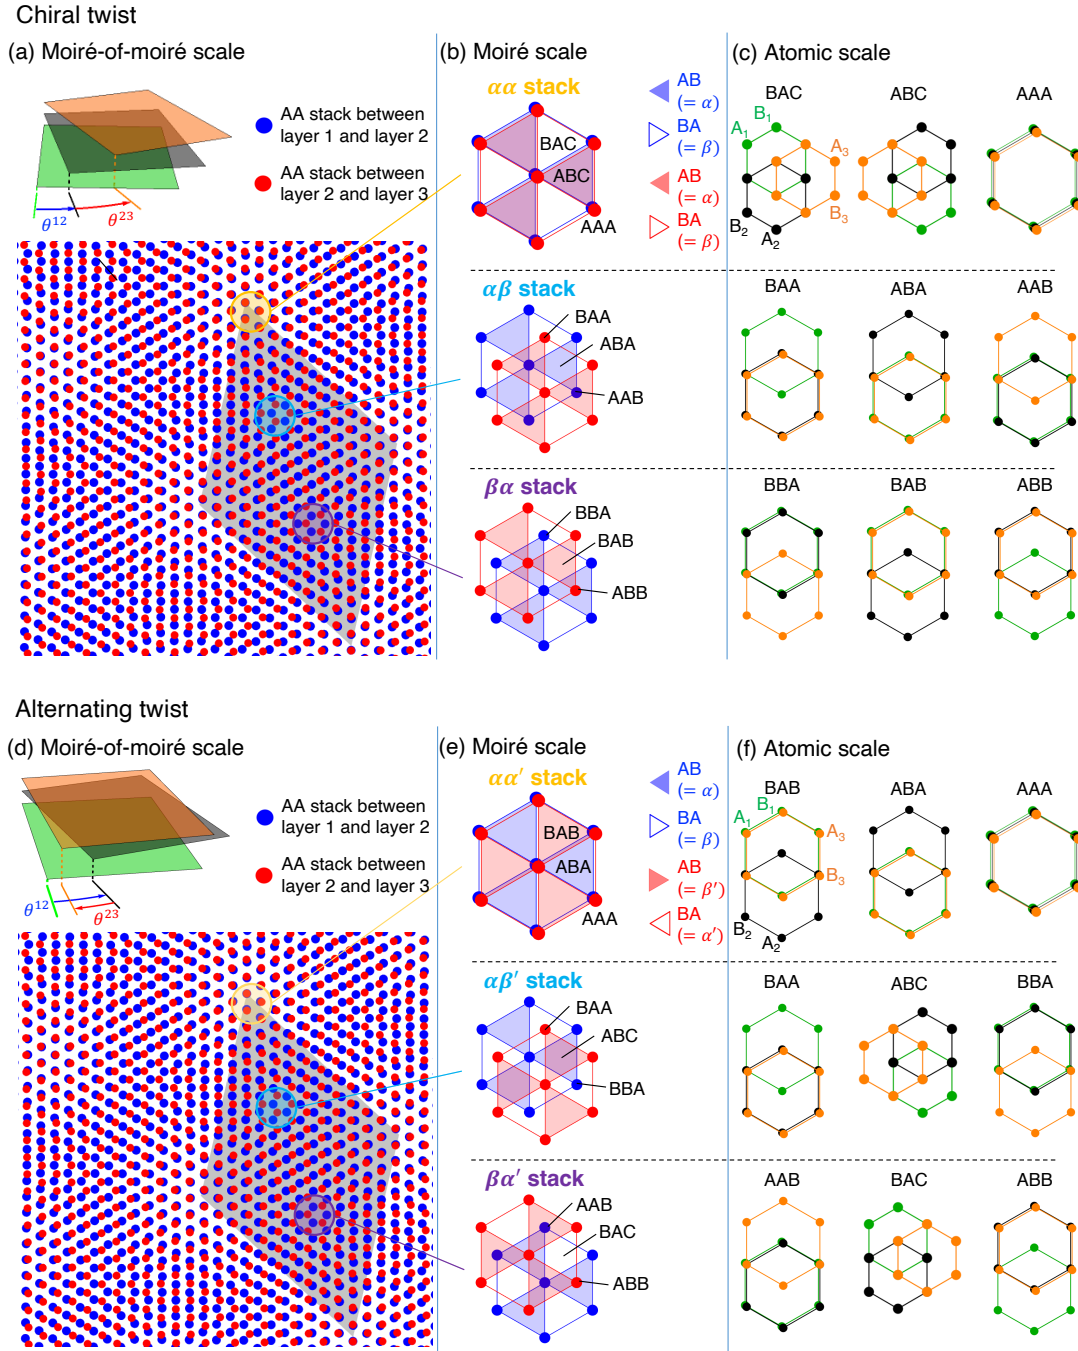 Chiral twist
(a) Moiré-of-moiré scale
(b) Moiré scale
(c) Atomic scale
θ¹²
θ²³
AA stack between
layer 1 and layer 2
AA stack between
layer 2 and layer 3
αα stack
BAC
ABC
AAA
AB
(= α)
BA
(= β)
AB
(= α)
BA
(= β)
BAC
ABC
AAA
B₁
A₁
A₃
B₃
B₂
A₂
αβ stack
BAA
ABA
AAB
BAA
ABA
AAB
βα stack
BBA
BAB
ABB
BBA
BAB
ABB
Alternating twist
(d) Moiré-of-moiré scale
(e) Moiré scale
(f) Atomic scale
θ¹²
θ²³
AA stack between
layer 1 and layer 2
AA stack between
layer 2 and layer 3
αα′ stack
BAB
ABA
AAA
AB
(= α)
BA
(= β)
AB
(= β′)
BA
(= α′)
BAB
ABA
AAA
B₁
A₁
A₃
B₃
B₂
A₂
αβ′ stack
BAA
ABC
BBA
BAA
ABC
BBA
βα′ stack
AAB
BAC
ABB
AAB
BAC
ABB